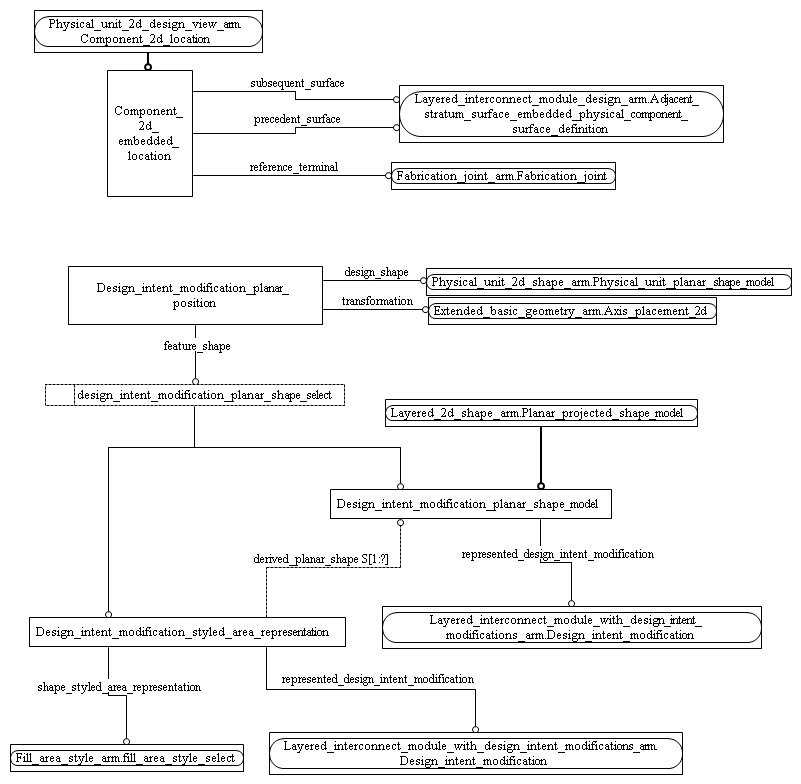 Physical_unit_2d_design_view_arm.
Component_2d_location
Component_
2d_
embedded_
location
subsequent_surface
precedent_surface
reference_terminal
Layered_interconnect_module_design_arm.Adjacent_
stratum_surface_embedded_physical_component_
surface_definition
Fabrication_joint_arm.Fabrication_joint
Design_intent_modification_planar_
position
design_shape
Physical_unit_2d_shape_arm.Physical_unit_planar_shape_model
transformation
Extended_basic_geometry_arm.Axis_placement_2d
feature_shape
design_intent_modification_planar_shape_select
Layered_2d_shape_arm.Planar_projected_shape_model
Design_intent_modification_planar_shape_model
derived_planar_shape S[1:?]
represented_design_intent_modification
Layered_interconnect_module_with_design_intent_
modifications_arm.Design_intent_modification
Design_intent_modification_styled_area_representation
shape_styled_area_representation
represented_design_intent_modification
Fill_area_style_arm.fill_area_style_select
Layered_interconnect_module_with_design_intent_modifications_arm.
Design_intent_modification